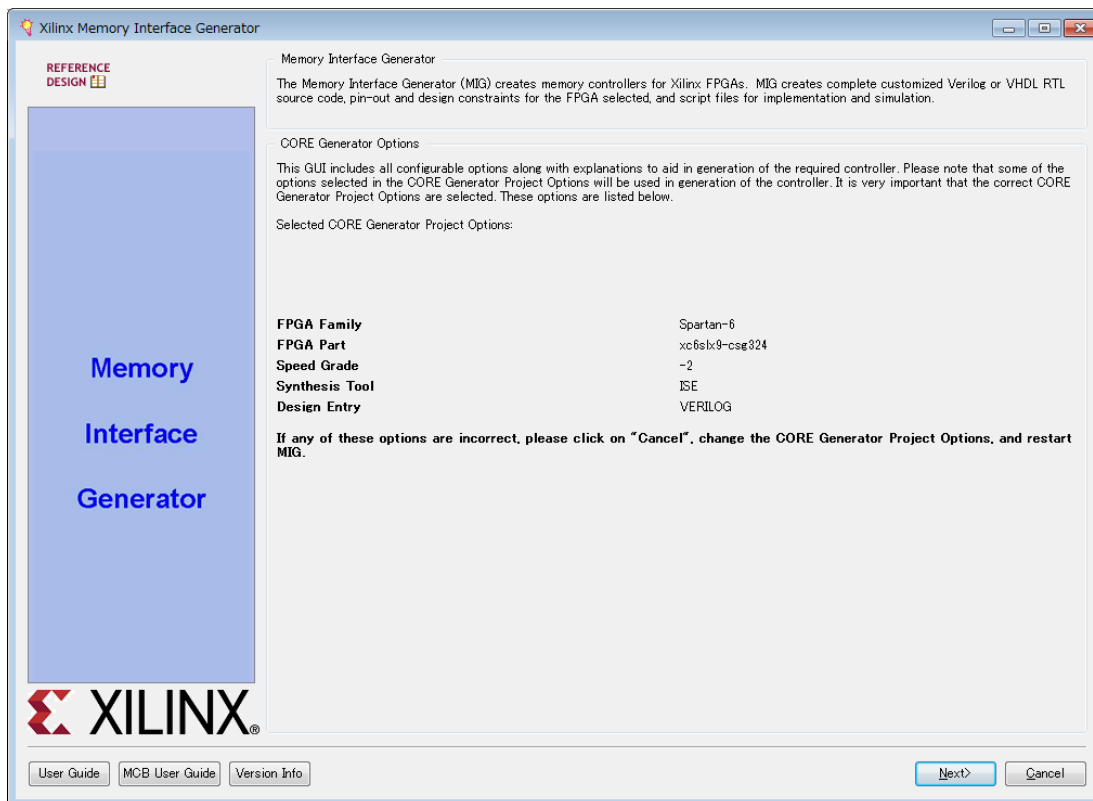 Xilinx Memory Interface Generator
REFERENCE
DESIGN
Memory Interface Generator
The Memory Interface Generator (MIG) creates memory controllers for Xilinx FPGAs. MIG creates complete customized Verilog or VHDL RTL
source code, pin-out and design constraints for the FPGA selected, and script files for implementation and simulation.
CORE Generator Options
This GUI includes all configurable options along with explanations to aid in generation of the required controller. Please note that some of the
options selected in the CORE Generator Project Options will be used in generation of the controller. It is very important that the correct CORE
Generator Project Options are selected. These options are listed below.
Selected CORE Generator Project Options:
FPGA Family Spartan-6
FPGA Part xc6slx9-csg324
Speed Grade -2
Synthesis Tool ISE
Design Entry VERILOG
If any of these options are incorrect, please click on "Cancel", change the CORE Generator Project Options, and restart
MIG.
Memory
Interface
Generator
XILINX®
User Guide MCB User Guide Version Info Next> Cancel